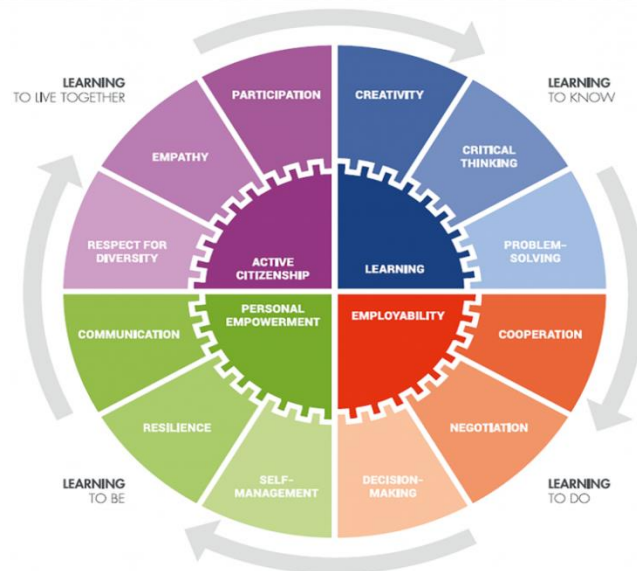 LEARNING
TO LIVE TOGETHER
PARTICIPATION
CREATIVITY
LEARNING
TO KNOW
EMPATHY
CRITICAL
THINKING
RESPECT FOR
DIVERSITY
ACTIVE
CITIZENSHIP
LEARNING
PROBLEM-
SOLVING
COMMUNICATION
PERSONAL
EMPOWERMENT
EMPLOYABILITY
COOPERATION
RESILIENCE
NEGOTIATION
LEARNING
TO BE
SELF-
MANAGEMENT
DECISION-
MAKING
LEARNING
TO DO